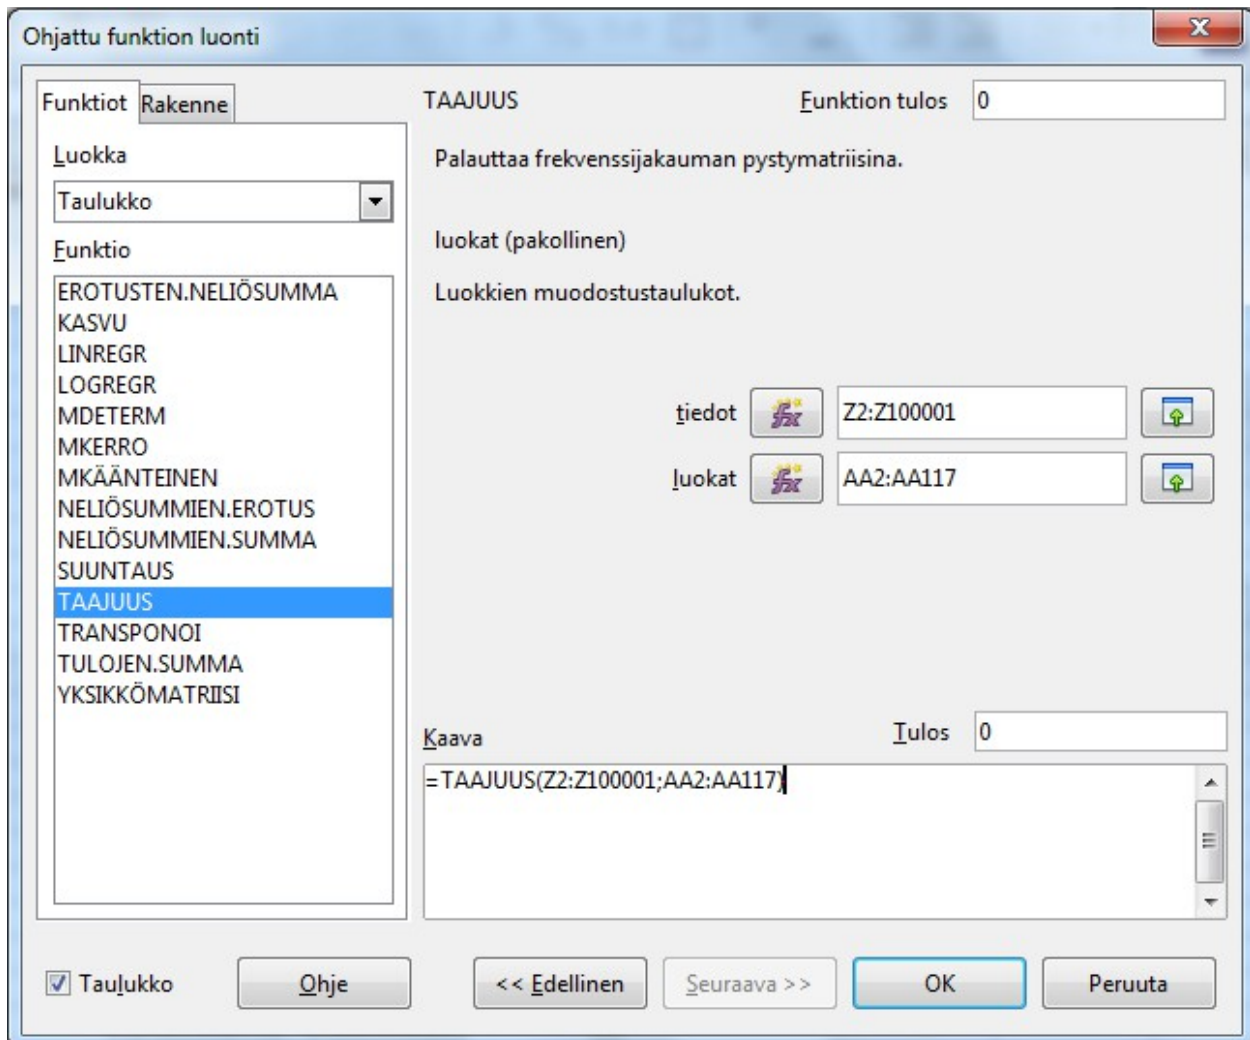 Ohjattu funktion luonti
Funktiot Rakenne
Luokka
Taulukko
Funktio
EROTUSTEN.NELIÖSUMMA
KASVU
LINREGR
LOGREGR
MDETERM
MKERRO
MKÄÄNTEINEN
NELIÖSUMMIEN.EROTUS
NELIÖSUMMIEN.SUMMA
SUUNTAUS
TAAJUUS
TRANSPONOI
TULOJEN.SUMMA
YKSIKKÖMATRIISI
TAAJUUS Funktion tulos 0
Palauttaa frekvenssijakauman pystymatriisina.
luokat (pakollinen)
Luokkien muodostustaulukot.
tiedot fx Z2:Z100001
luokat fx AA2:AA117
Kaava Tulos 0
=TAAJUUS(Z2:Z100001;AA2:AA117)
Taulukko Ohje << Edellinen Seuraava >> OK Peruuta